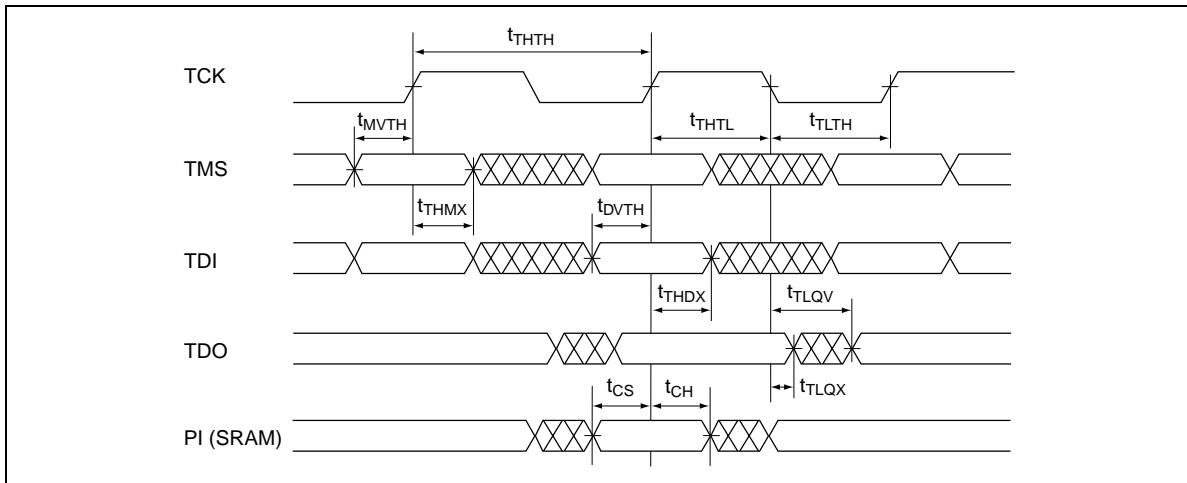 tTHTH
TCK
tMVTH
tTHTL
tTLTH
TMS
tTHMX
tDVTH
TDI
tTHDX
tTLQV
TDO
tCS
tCH
tTLQX
PI (SRAM)